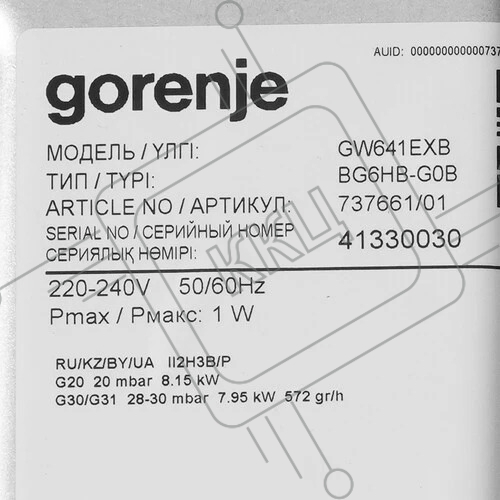 AUID: 000000000000737
gorenje
МОДЕЛЬ / ҮЛГІ: GW641EXB
ТИП / ТҮРІ: BG6HB-G0B
ARTICLE NO / АРТИКУЛ: 737661/01
SERIAL NO / СЕРИЙНЫЙ НОМЕР
СЕРИЯЛЫҚ НӨМІРІ: 41330030
220-240V 50/60Hz
Pmax / Рмакс: 1 W
RU/KZ/BY/UA II2H3B/P
G20 20 mbar 8.15 kW
G30/G31 28-30 mbar 7.95 kW 572 gr/h
ККЦ